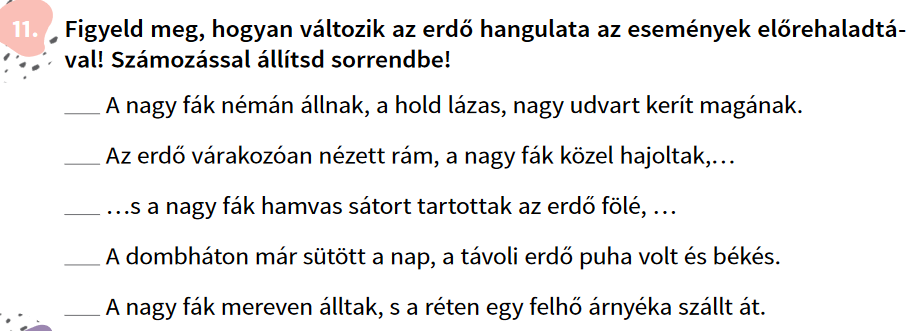 11. Figyeld meg, hogyan változik az erdő hangulata az események előrehaladtá-
val! Számozással állítsd sorrendbe!
___ A nagy fák némán állnak, a hold lázas, nagy udvart kerít magának.
___ Az erdő várakozóan nézett rám, a nagy fák közel hajoltak,…
___ …s a nagy fák hamvas sátort tartottak az erdő fölé, …
___ A dombháton már sütött a nap, a távoli erdő puha volt és békés.
___ A nagy fák mereven álltak, s a réten egy felhő árnyéka szállt át.